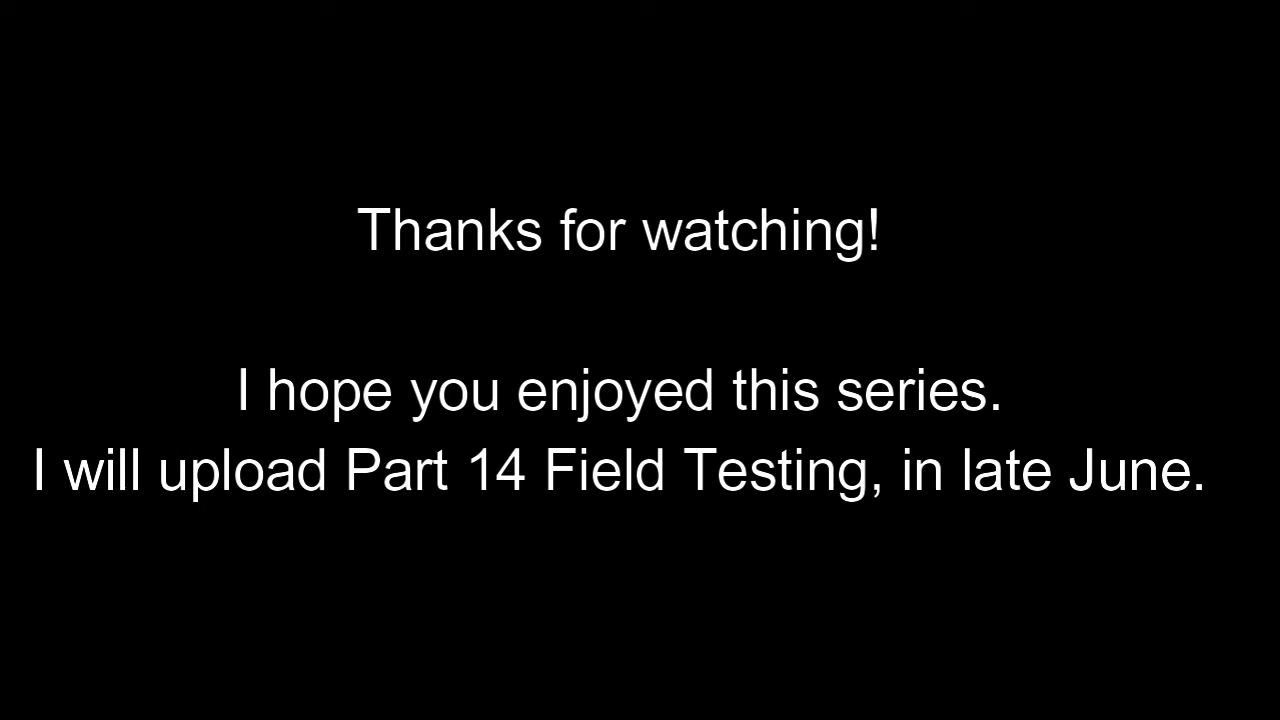 Thanks for watching!
I hope you enjoyed this series.
I will upload Part 14 Field Testing, in late June.